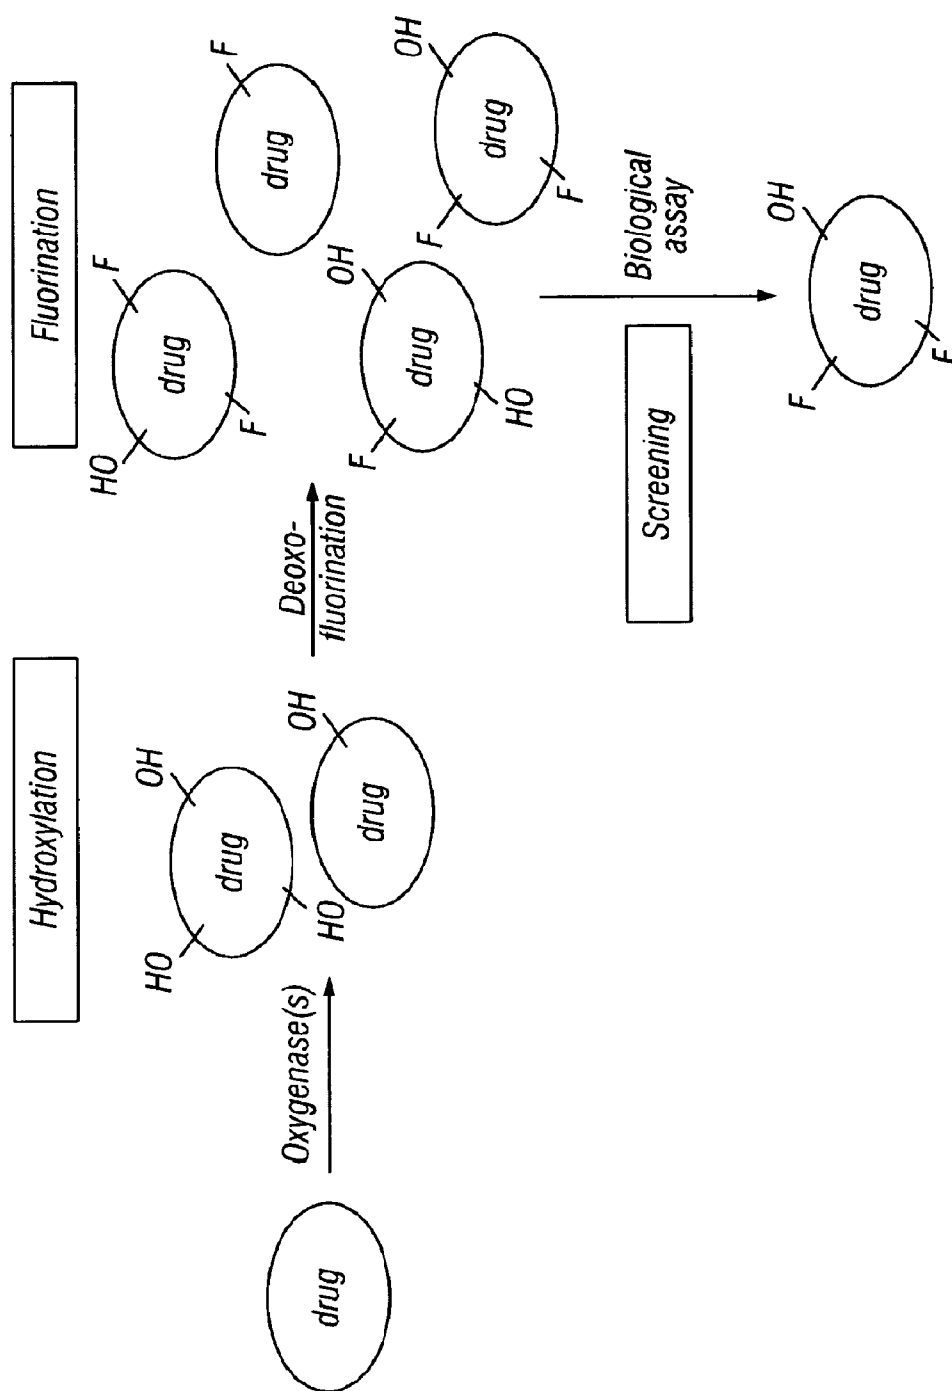 Hydroxylation
Fluorination
drug
Oxygenase(s)
HO
OH
drug
HO
OH
drug
Deoxo-
fluorination
HO
F
drug
F
F
drug
OH
F
drug
HO
OH
F
drug
F
Screening
Biological
assay
OH
F
drug
F